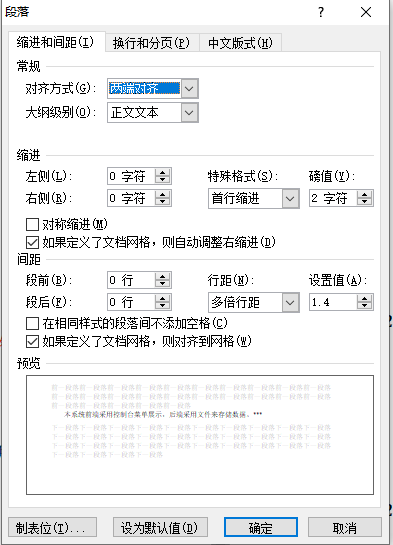 段落
缩进和间距(I) 换行和分页(P) 中文版式(H)
常规
对齐方式(G): 两端对齐
大纲级别(O): 正文文本
缩进
左侧(L): 0 字符 特殊格式(S): 磅值(Y):
右侧(R): 0 字符 首行缩进 2 字符
对称缩进(M)
如果定义了文档网格，则自动调整右缩进(D)
间距
段前(B): 0 行 行距(N): 设置值(A):
段后(F): 0 行 多倍行距 1.4
在相同样式的段落间不添加空格(C)
如果定义了文档网格，则对齐到网格(W)
预览
本系统前端采用控制台菜单展示，后端采用文件来存储数据。
制表位(T)... 设为默认值(D) 确定 取消